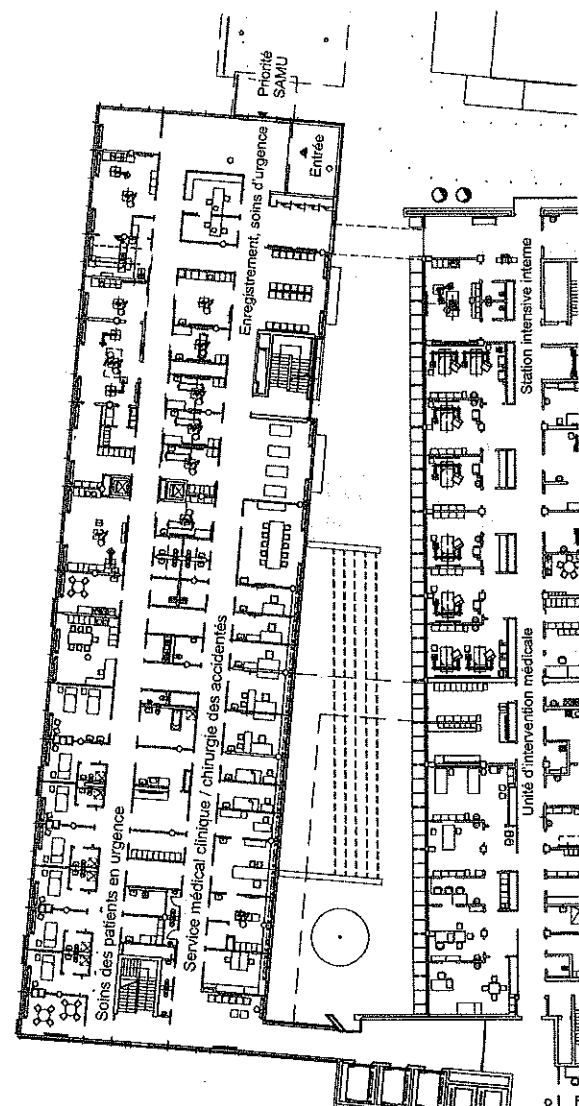 Priorité
SAMU
Entrée
Enregistrement, soins d'urgence
Soins des patients en urgence
Service médical clinique / chirurgie des accidentés
Station intensive interne
Unité d'intervention médicale